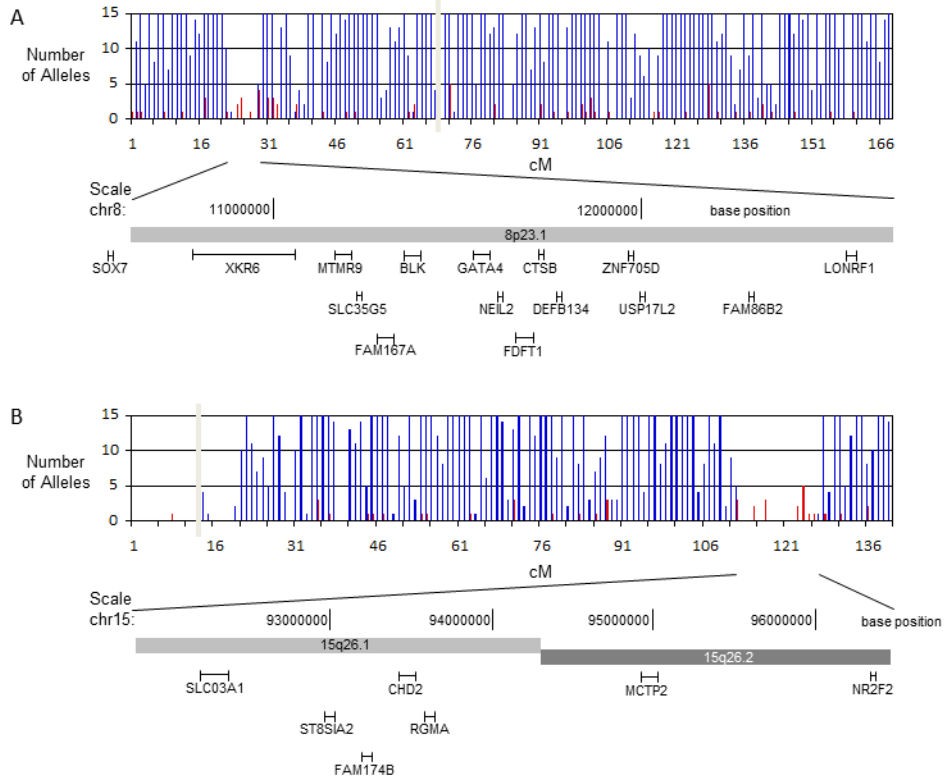 A
15
Number 10
of Alleles 5
0
1 16 31 46 61 76 91 106 121 136 151 166
cM
Scale
chr8: 11000000 12000000 base position
8p23.1
SOX7 XKR6 MTMR9 BLK GATA4 CTSB ZNF705D LONRF1
SLC35G5 NEIL2 DEFB134 USP17L2 FAM86B2
FAM167A FDFT1
B
15
Number 10
of Alleles 5
0
1 16 31 46 61 76 91 106 121 136
cM
Scale
chr15: 93000000 94000000 95000000 96000000 base position
15q26.1 15q26.2
SLC03A1 CHD2 MCTP2 NR2F2
ST8SIA2 RGMA
FAM174B